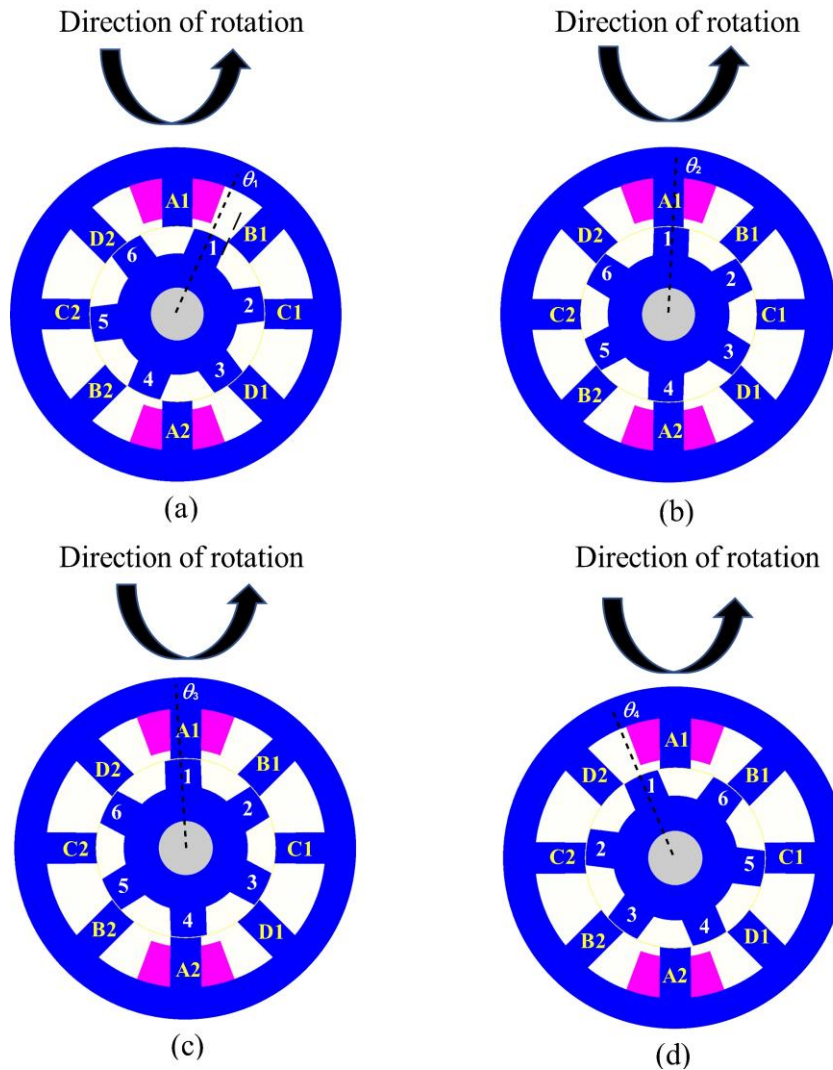 Direction of rotation
θ1
A1
B1
D2
6
1
C2
5
2
C1
4
3
B2
D1
A2
(a)
Direction of rotation
θ2
A1
D2
B1
1
6
2
C2
C1
5
3
B2
4
D1
A2
(b)
Direction of rotation
θ3
A1
D2
B1
1
6
2
C2
C1
5
3
B2
4
D1
A2
(c)
Direction of rotation
θ4
A1
D2
B1
1
6
C2
2
5
C1
3
4
B2
D1
A2
(d)